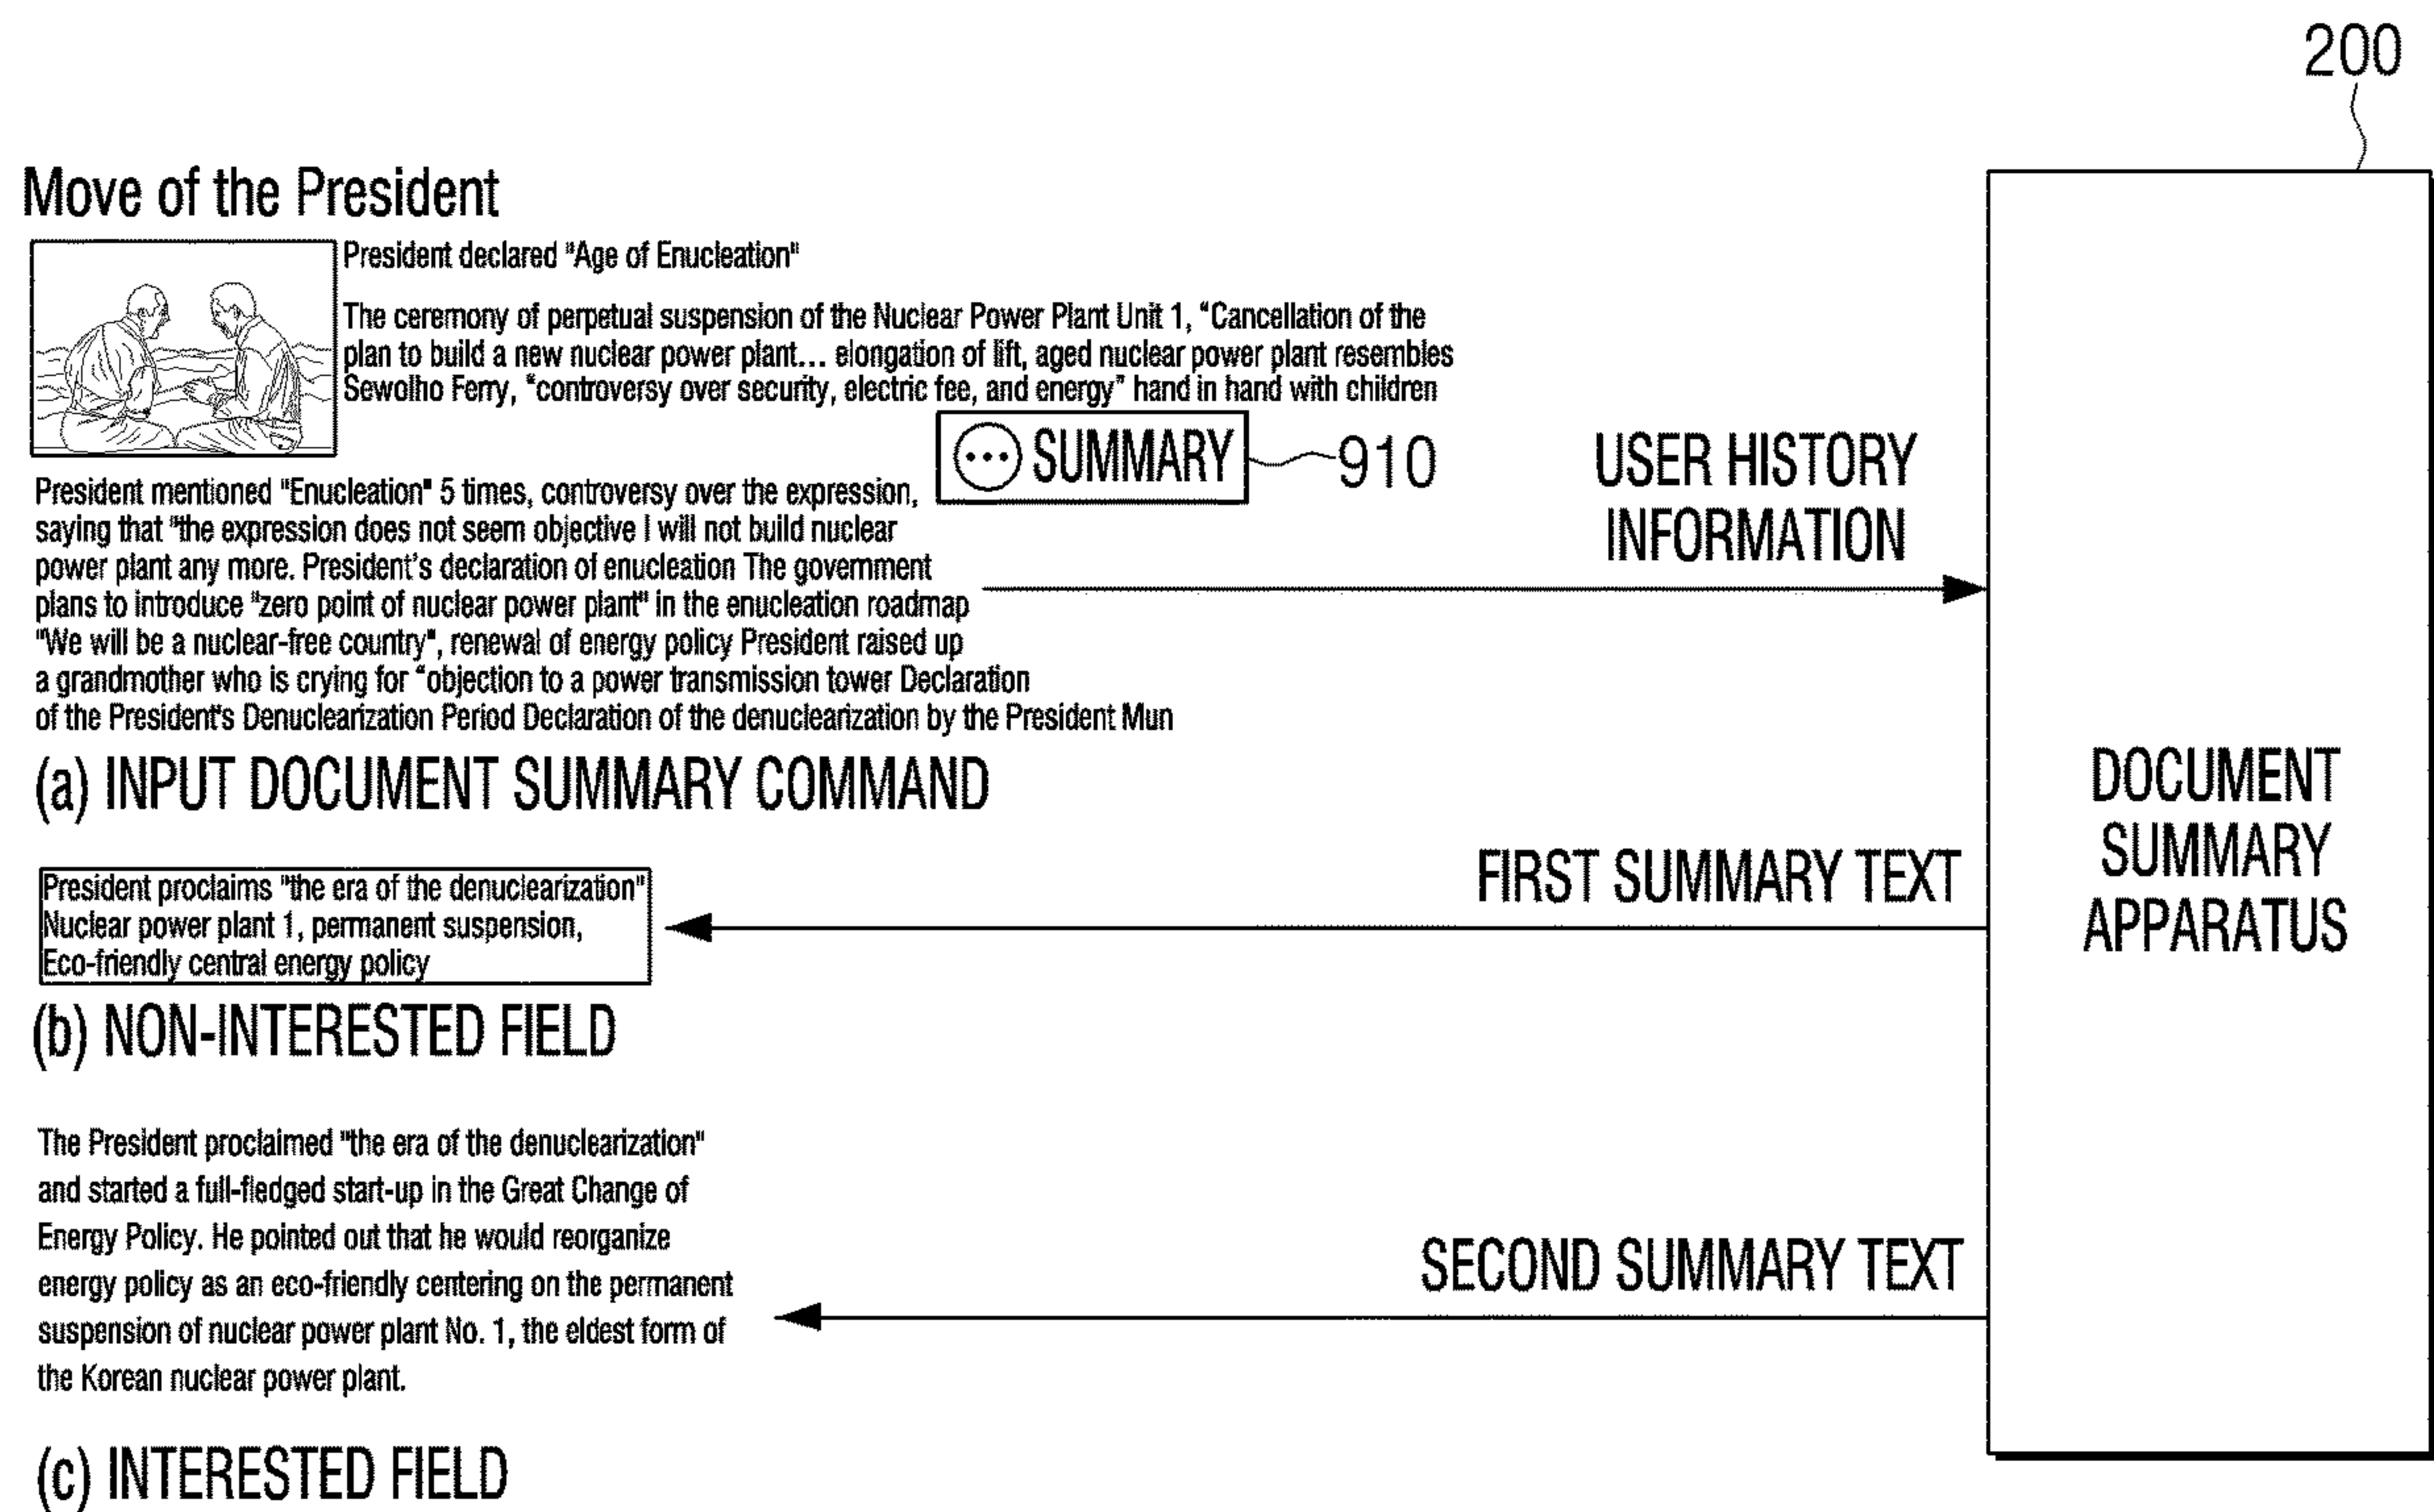 200
Move of the President
President declared "Age of Enucleation"
The ceremony of perpetual suspension of the Nuclear Power Plant Unit 1, "Cancellation of the
plan to build a new nuclear power plant... elongation of lift, aged nuclear power plant resembles
Sewolho Ferry, "controversy over security, electric fee, and energy" hand in hand with children
SUMMARY
910
President mentioned "Enucleation" 5 times, controversy over the expression,
saying that "the expression does not seem objective I will not build nuclear
power plant any more. President's declaration of enucleation The government
plans to introduce "zero point of nuclear power plant" in the enucleation roadmap
"We will be a nuclear-free country", renewal of energy policy President raised up
a grandmother who is crying for "objection to a power transmission tower Declaration
of the President's Denuclearization Period Declaration of the denuclearization by the President Mun
(a) INPUT DOCUMENT SUMMARY COMMAND
USER HISTORY
INFORMATION
DOCUMENT
SUMMARY
APPARATUS
FIRST SUMMARY TEXT
President proclaims "the era of the denuclearization"
Nuclear power plant 1, permanent suspension,
Eco-friendly central energy policy
(b) NON-INTERESTED FIELD
SECOND SUMMARY TEXT
The President proclaimed "the era of the denuclearization"
and started a full-fledged start-up in the Great Change of
Energy Policy. He pointed out that he would reorganize
energy policy as an eco-friendly centering on the permanent
suspension of nuclear power plant No. 1, the eldest form of
the Korean nuclear power plant.
(c) INTERESTED FIELD